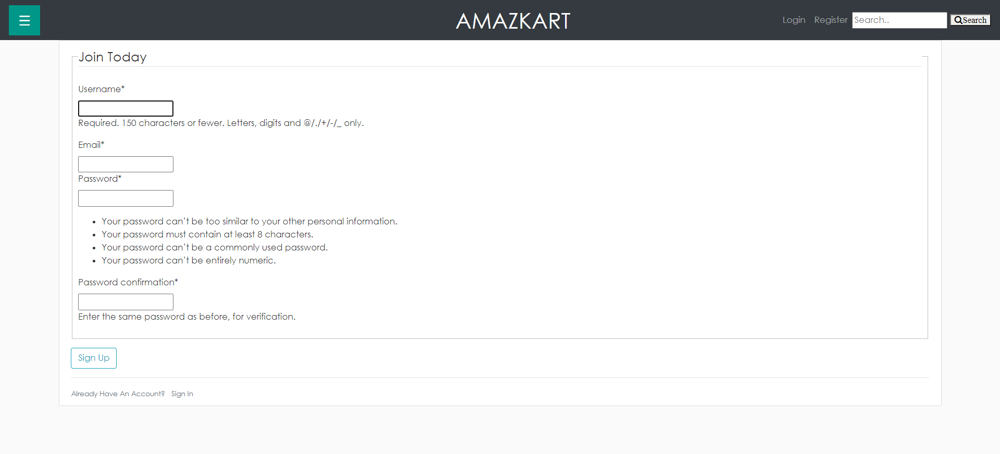 ☰
AMAZKART
Login Register Search.. Search
Join Today
Username*
Required. 150 characters or fewer. Letters, digits and @/./+/-/_ only.
Email*
Password*
• Your password can’t be too similar to your other personal information.
• Your password must contain at least 8 characters.
• Your password can’t be a commonly used password.
• Your password can’t be entirely numeric.
Password confirmation*
Enter the same password as before, for verification.
Sign Up
Already Have An Account? Sign In